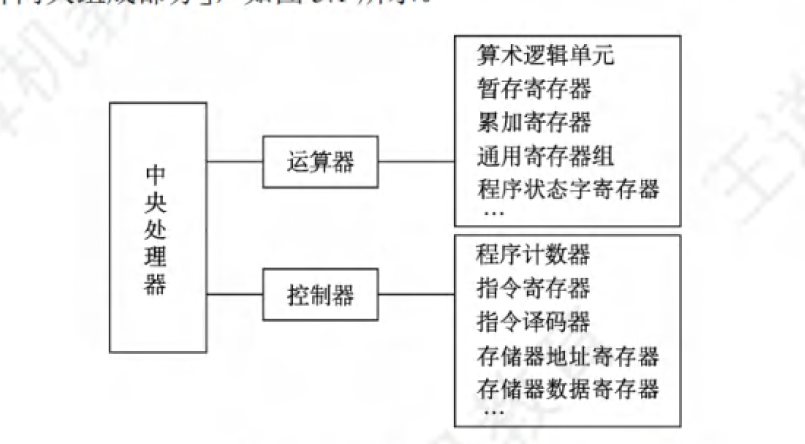 中央处理器
运算器
算术逻辑单元
暂存寄存器
累加寄存器
通用寄存器组
程序状态字寄存器
…
控制器
程序计数器
指令寄存器
指令译码器
存储器地址寄存器
存储器数据寄存器
…